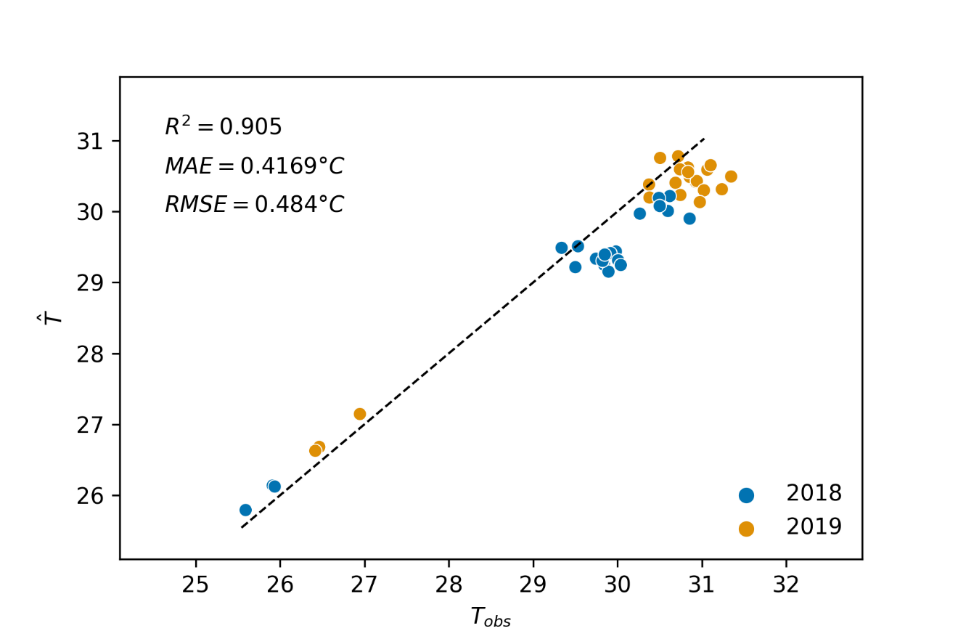 R² = 0.905
MAE = 0.4169°C
RMSE = 0.484°C
31
30
29
28
27
26
T̂
2018
2019
25 26 27 28 29 30 31 32
T_obs